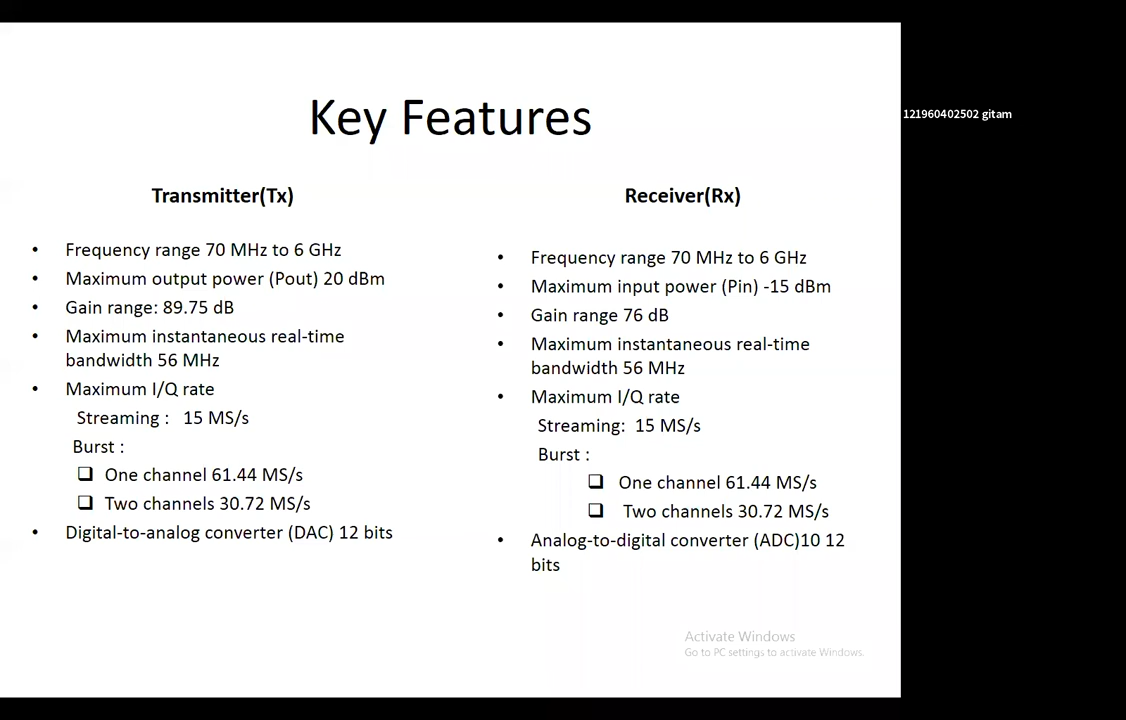 Key Features
121960402502 gitam
Transmitter(Tx)
• Frequency range 70 MHz to 6 GHz
• Maximum output power (Pout) 20 dBm
• Gain range: 89.75 dB
• Maximum instantaneous real-time
bandwidth 56 MHz
• Maximum I/Q rate
Streaming : 15 MS/s
Burst :
❑ One channel 61.44 MS/s
❑ Two channels 30.72 MS/s
• Digital-to-analog converter (DAC) 12 bits
Receiver(Rx)
• Frequency range 70 MHz to 6 GHz
• Maximum input power (Pin) -15 dBm
• Gain range 76 dB
• Maximum instantaneous real-time
bandwidth 56 MHz
• Maximum I/Q rate
Streaming: 15 MS/s
Burst :
❑ One channel 61.44 MS/s
❑ Two channels 30.72 MS/s
• Analog-to-digital converter (ADC)10 12
bits
Activate Windows
Go to PC settings to activate Windows.